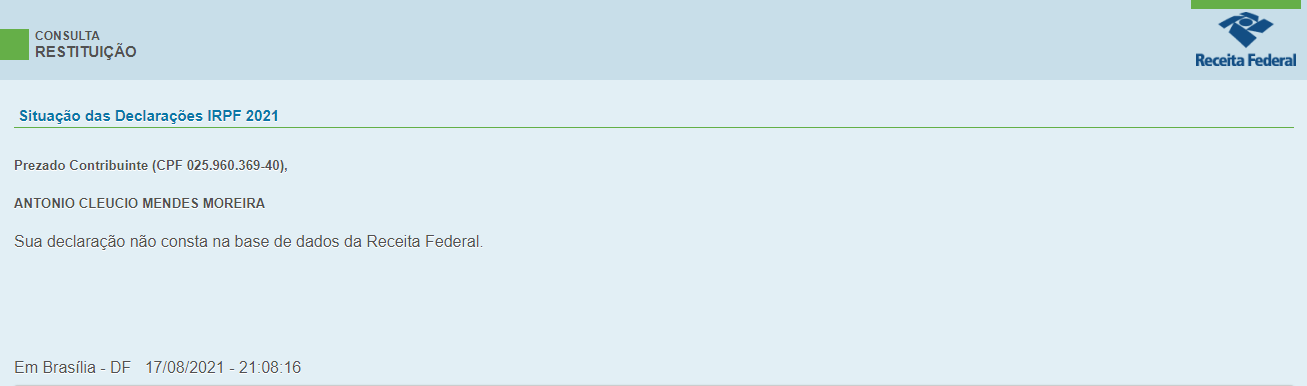 CONSULTA
RESTITUIÇÃO
Receita Federal
Situação das Declarações IRPF 2021
Prezado Contribuinte (CPF 025.960.369-40),
ANTONIO CLEUCIO MENDES MOREIRA
Sua declaração não consta na base de dados da Receita Federal.
Em Brasília - DF 17/08/2021 - 21:08:16